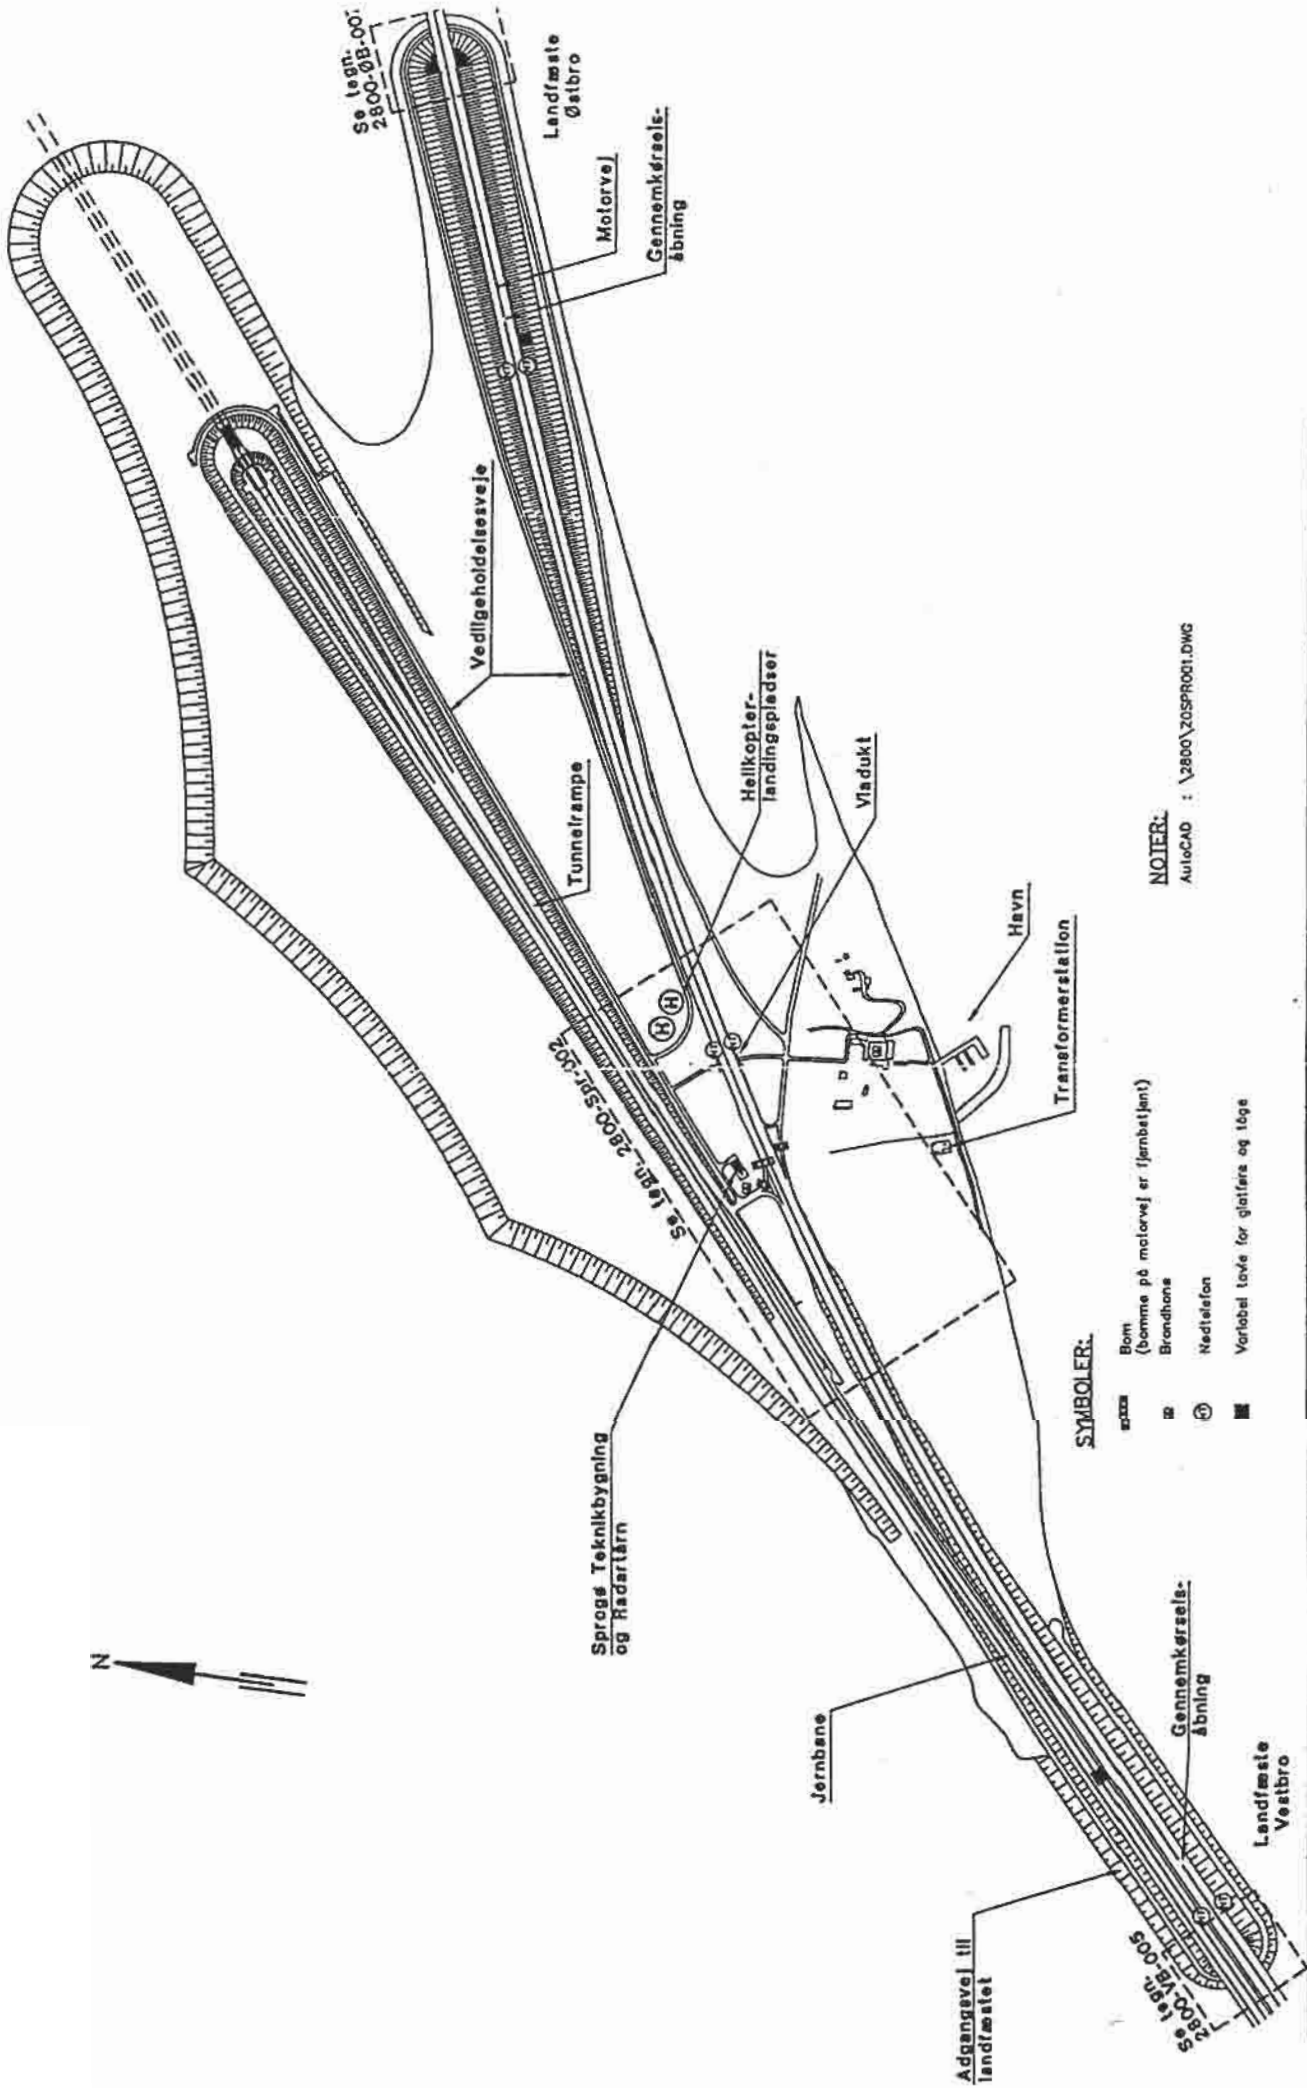 N
Se tegn.
2800-ØB-007
Landfæste
Østbro
Motorvej
Gennemkørsels-
åbning
Vedligeholdelsesveje
Tunnelrampe
Helikopter-
landingspladser
Viadukt
H
H
Se tegn. 2800-Spr-002
Havn
Transformerstation
Sprogø Teknikbygning
og Radartårn
Jernbane
Gennemkørsels-
åbning
Adgangsvej til
landfæstet
Se tegn.
2800-VB-005
Landfæste
Vestbro
SYMBOLER:
Bom
(bomme på motorvej er fjernbetjent)
Brandhane
Nødtelefon
Variabel tavle for glatføre og tåge
NOTER:
AutoCAD : \2800\20SPR001.DWG